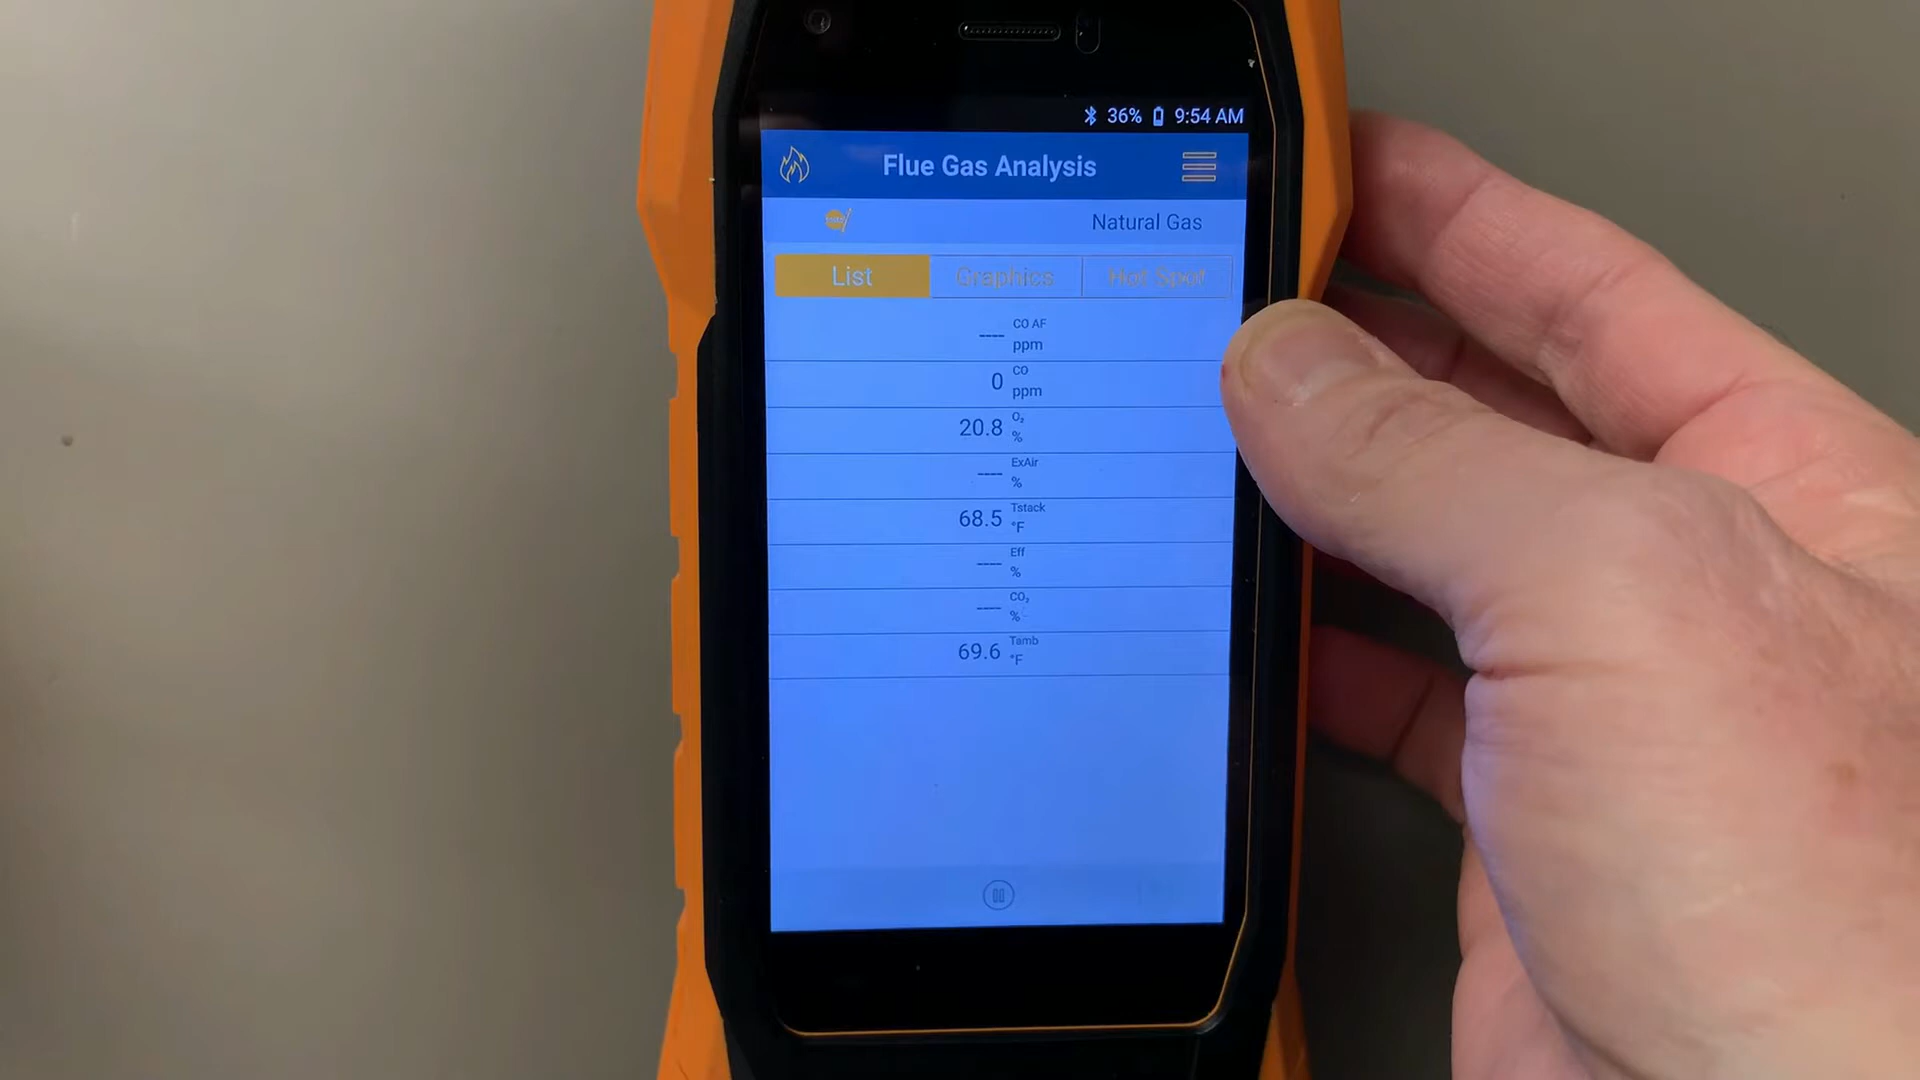 36% 9:54 AM
Flue Gas Analysis
Natural Gas
List Graphics Hot Spot
---- CO AF
ppm
0 CO
ppm
20.8 O₂
%
---- ExAir
%
68.5 Tstack
°F
---- Eff
%
---- CO₂
%
69.6 Tamb
°F